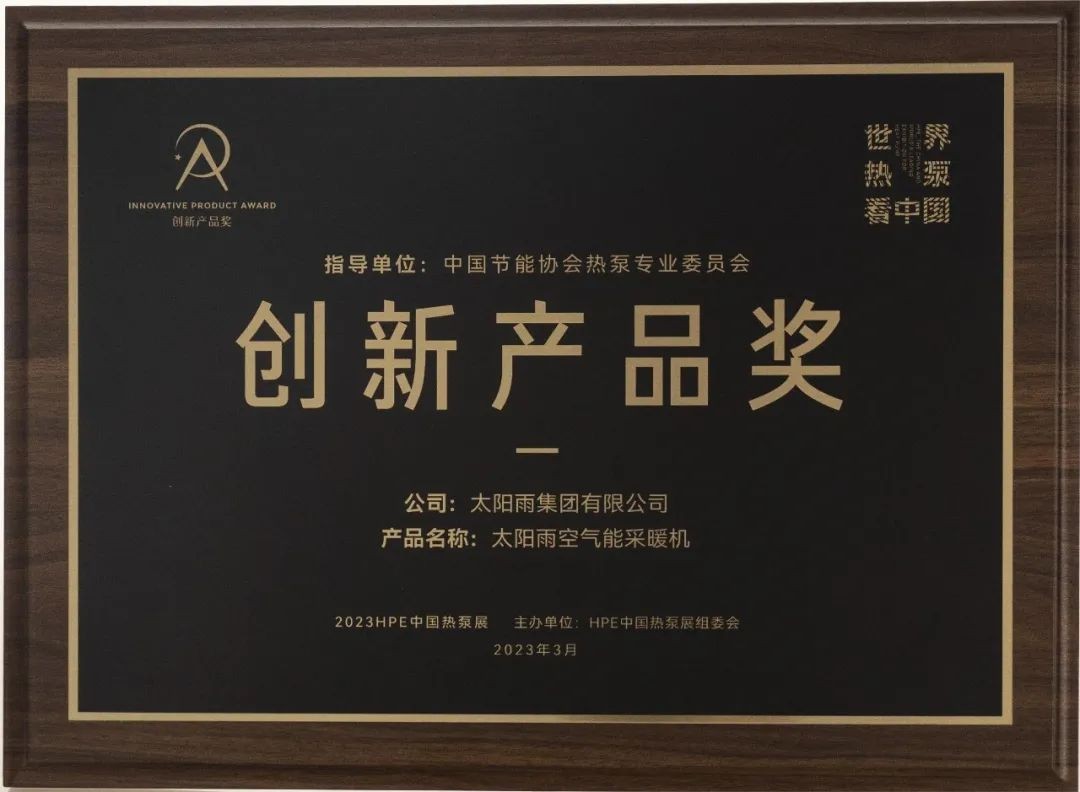 INNOVATIVE PRODUCT AWARD
创新产品奖
世界
热泵
看中国
指导单位：中国节能协会热泵专业委员会
创新产品奖
公司：太阳雨集团有限公司
产品名称：太阳雨空气能采暖机
2023HPE中国热泵展 主办单位：HPE中国热泵展组委会
2023年3月